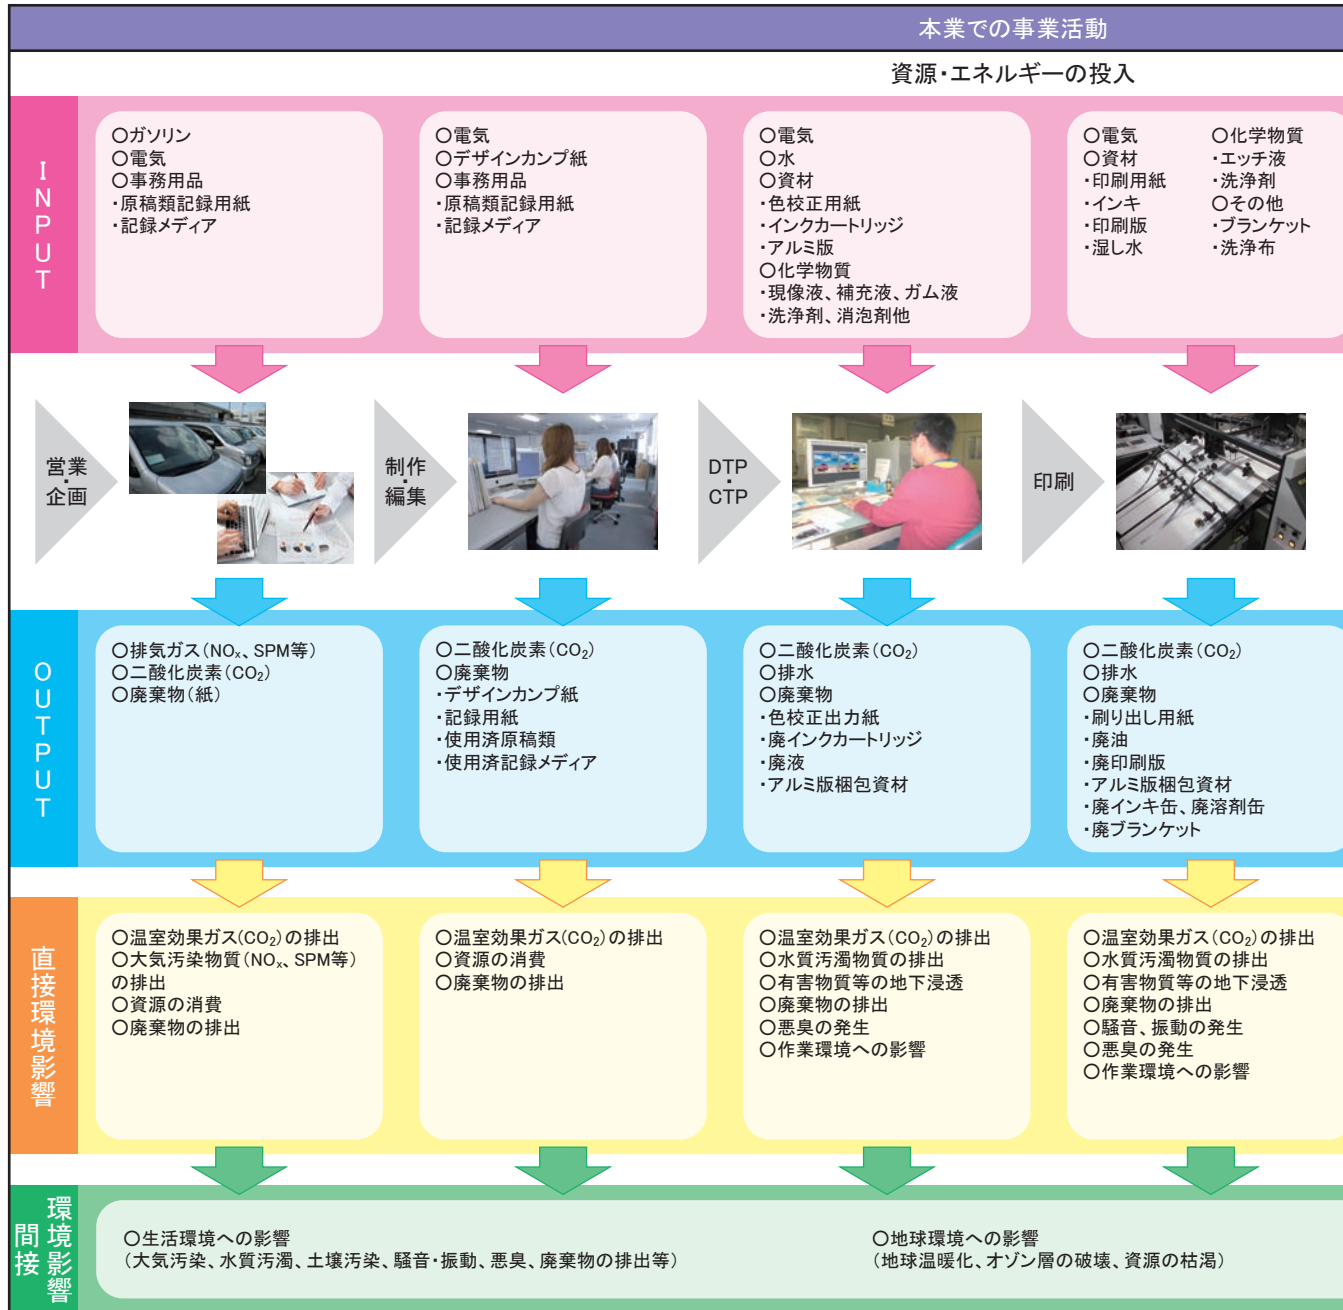 本業での事業活動
資源・エネルギーの投入
INPUT
○ガソリン
○電気
○事務用品
・原稿類記録用紙
・記録メディア
○電気
○デザインカンプ紙
○事務用品
・原稿類記録用紙
・記録メディア
○電気
○水
○資材
・色校正用紙
・インクカートリッジ
・アルミ版
○化学物質
・現像液、補充液、ガム液
・洗浄剤、消泡剤他
○電気
○資材
・印刷用紙
・インキ
・印刷版
・湿し水
○化学物質
・エッチ液
・洗浄剤
○その他
・ブランケット
・洗浄布
営業
・
企画
制作
・
編集
DTP
・
CTP
印刷
OUTPUT
○排気ガス(NOx、SPM等)
○二酸化炭素(CO₂)
○廃棄物(紙)
○二酸化炭素(CO₂)
○廃棄物
・デザインカンプ紙
・記録用紙
・使用済原稿類
・使用済記録メディア
○二酸化炭素(CO₂)
○排水
○廃棄物
・色校正出力紙
・廃インクカートリッジ
・廃液
・アルミ版梱包資材
○二酸化炭素(CO₂)
○排水
○廃棄物
・刷り出し用紙
・廃油
・廃印刷版
・アルミ版梱包資材
・廃インキ缶、廃溶剤缶
・廃ブランケット
直接環境影響
○温室効果ガス(CO₂)の排出
○大気汚染物質(NOx、SPM等)
の排出
○資源の消費
○廃棄物の排出
○温室効果ガス(CO₂)の排出
○資源の消費
○廃棄物の排出
○温室効果ガス(CO₂)の排出
○水質汚濁物質の排出
○有害物質等の地下浸透
○廃棄物の排出
○悪臭の発生
○作業環境への影響
○温室効果ガス(CO₂)の排出
○水質汚濁物質の排出
○有害物質等の地下浸透
○廃棄物の排出
○騒音、振動の発生
○悪臭の発生
○作業環境への影響
間接
環境影響
○生活環境への影響
(大気汚染、水質汚濁、土壌汚染、騒音・振動、悪臭、廃棄物の排出等)
○地球環境への影響
(地球温暖化、オゾン層の破壊、資源の枯渇)